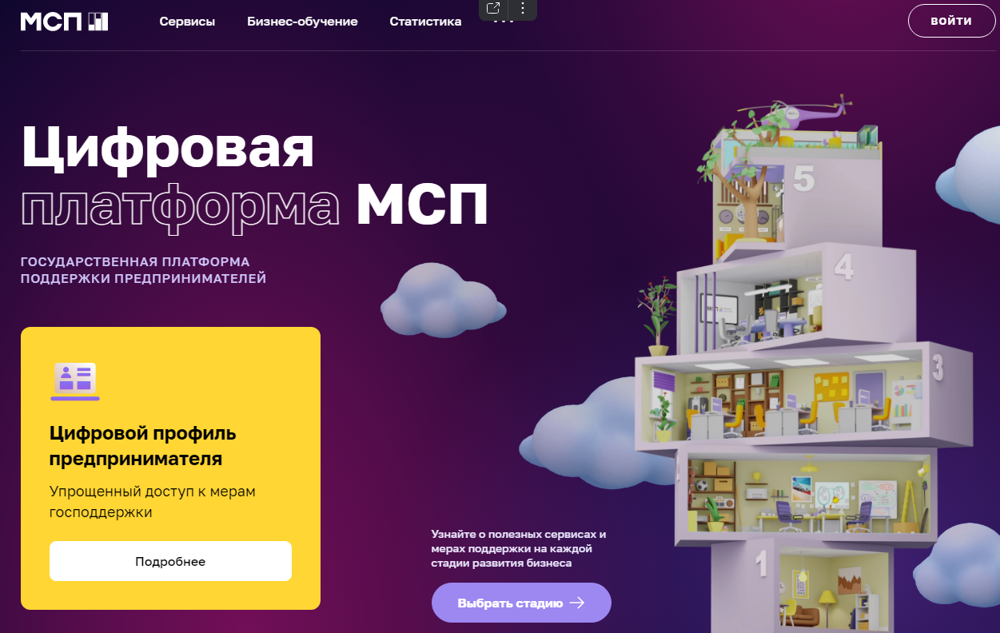 МСП
Сервисы
Бизнес-обучение
Статистика
ВОЙТИ
Цифровая
платформа МСП
ГОСУДАРСТВЕННАЯ ПЛАТФОРМА
ПОДДЕРЖКИ ПРЕДПРИНИМАТЕЛЕЙ
5
4
МСП
3
1
Цифровой профиль
предпринимателя
Упрощенный доступ к мерам
господдержки
Подробнее
Узнайте о полезных сервисах и
мерах поддержки на каждой
стадии развития бизнеса
Выбрать стадию